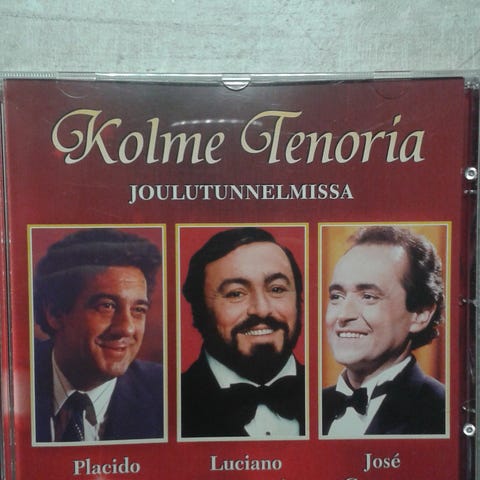 Kolme Tenoria
JOULUTUNNELMISSA
Placido Luciano José